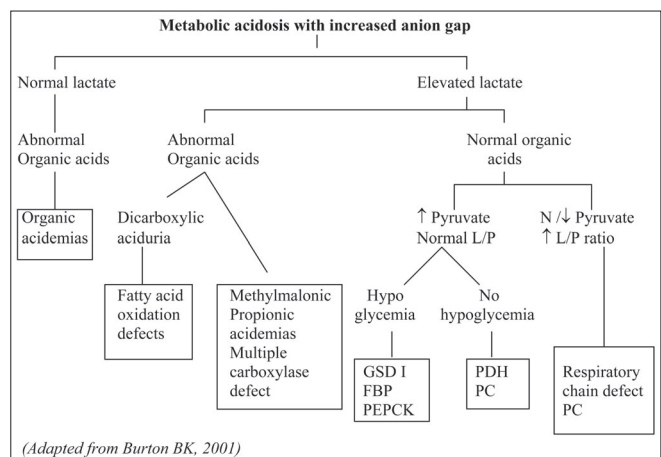 Metabolic acidosis with increased anion gap
Normal lactate
Elevated lactate
Abnormal
Organic acids
Abnormal
Organic acids
Normal organic
acids
Organic
acidemias
Dicarboxylic
aciduria
↑ Pyruvate
Normal L/P
N /↓ Pyruvate
↑ L/P ratio
Fatty acid
oxidation
defects
Methylmalonic
Propionic
acidemias
Multiple
carboxylase
defect
Hypo
glycemia
No
hypoglycemia
GSD I
FBP
PEPCK
PDH
PC
Respiratory
chain defect
PC
(Adapted from Burton BK, 2001)